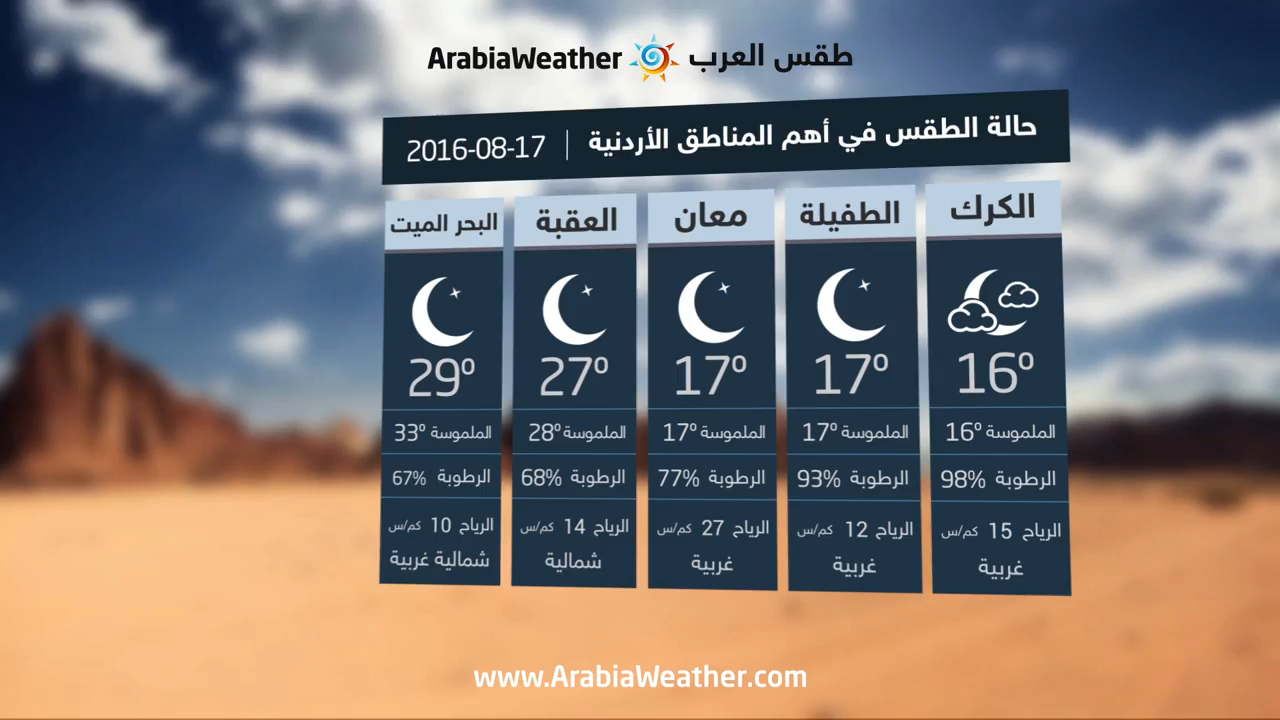 طقس العرب ArabiaWeather
حالة الطقس في أهم المناطق الأردنية | 2016-08-17
الكرك
16º
الملموسة 16º
الرطوبة 98%
الرياح 15 كم/س
غربية
الطفيلة
17º
الملموسة 17º
الرطوبة 93%
الرياح 12 كم/س
غربية
معان
17º
الملموسة 17º
الرطوبة 77%
الرياح 27 كم/س
غربية
العقبة
27º
الملموسة 28º
الرطوبة 68%
الرياح 14 كم/س
شمالية
البحر الميت
29º
الملموسة 33º
الرطوبة 67%
الرياح 10 كم/س
شمالية غربية
www.ArabiaWeather.com